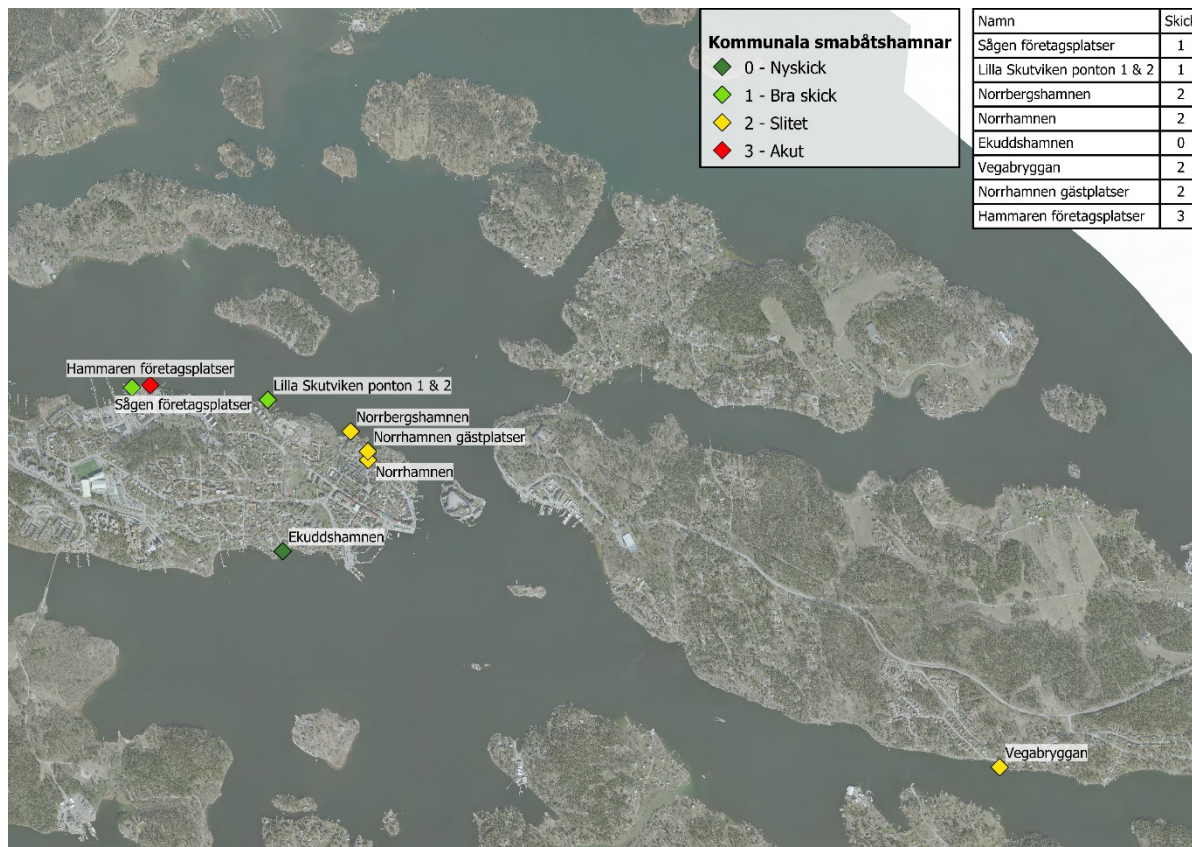 Kommunala smabåtshamnar
0 - Nyskick
1 - Bra skick
2 - Slitet
3 - Akut
Namn Skick
Sågen företagsplatser 1
Lilla Skutviken ponton 1 & 2 1
Norrbergshamnen 2
Norrhamnen 2
Ekuddshamnen 0
Vegabryggan 2
Norrhamnen gästplatser 2
Hammaren företagsplatser 3
Hammaren företagsplatser
Lilla Skutviken ponton 1 & 2
Sågen företagsplatser
Norrbergshamnen
Norrhamnen gästplatser
Norrhamnen
Ekuddshamnen
Vegabryggan